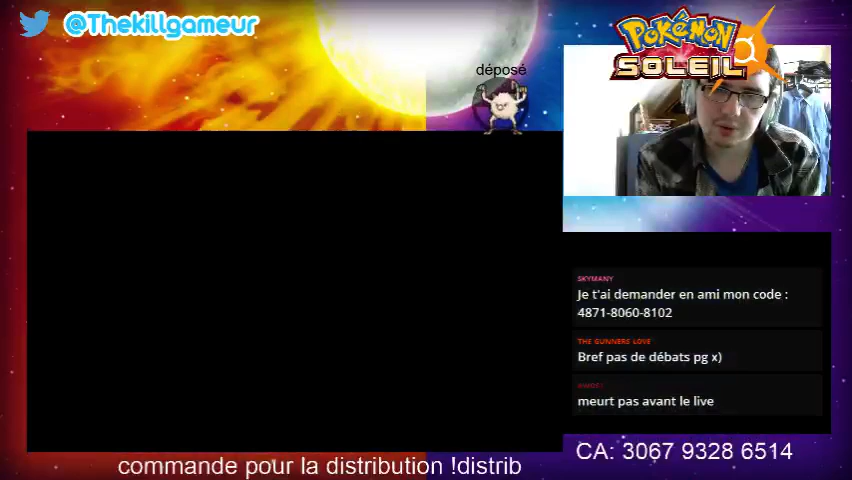 @Thekillgameur
déposé
POKéMON
SOLEIL
SKYMANY
Je t'ai demander en ami mon code :
4871-8060-8102
THE GUNNERS LOVE
Bref pas de débats pg x)
meurt pas avant le live
CA: 3067 9328 6514
commande pour la distribution !distrib